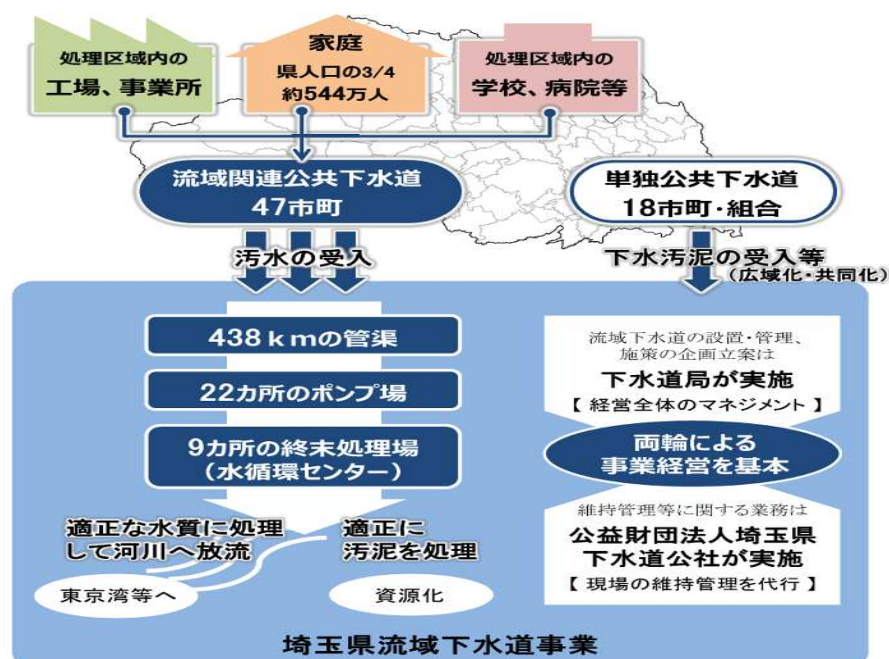 処理区域内の
工場、事業所
家庭
県人口の3/4
約544万人
処理区域内の
学校、病院等
流域関連公共下水道
47市町
単独公共下水道
18市町・組合
汚水の受入
下水汚泥の受入等
(広域化・共同化)
438kmの管渠
22カ所のポンプ場
9カ所の終末処理場
(水循環センター)
適正な水質に処理
して河川へ放流
適正に
汚泥を処理
東京湾等へ
資源化
流域下水道の設置・管理、
施策の企画立案は
下水道局が実施
【 経営全体のマネジメント 】
両輪による
事業経営を基本
維持管理等に関する業務は
公益財団法人埼玉県
下水道公社が実施
【 現場の維持管理を代行 】
埼玉県流域下水道事業